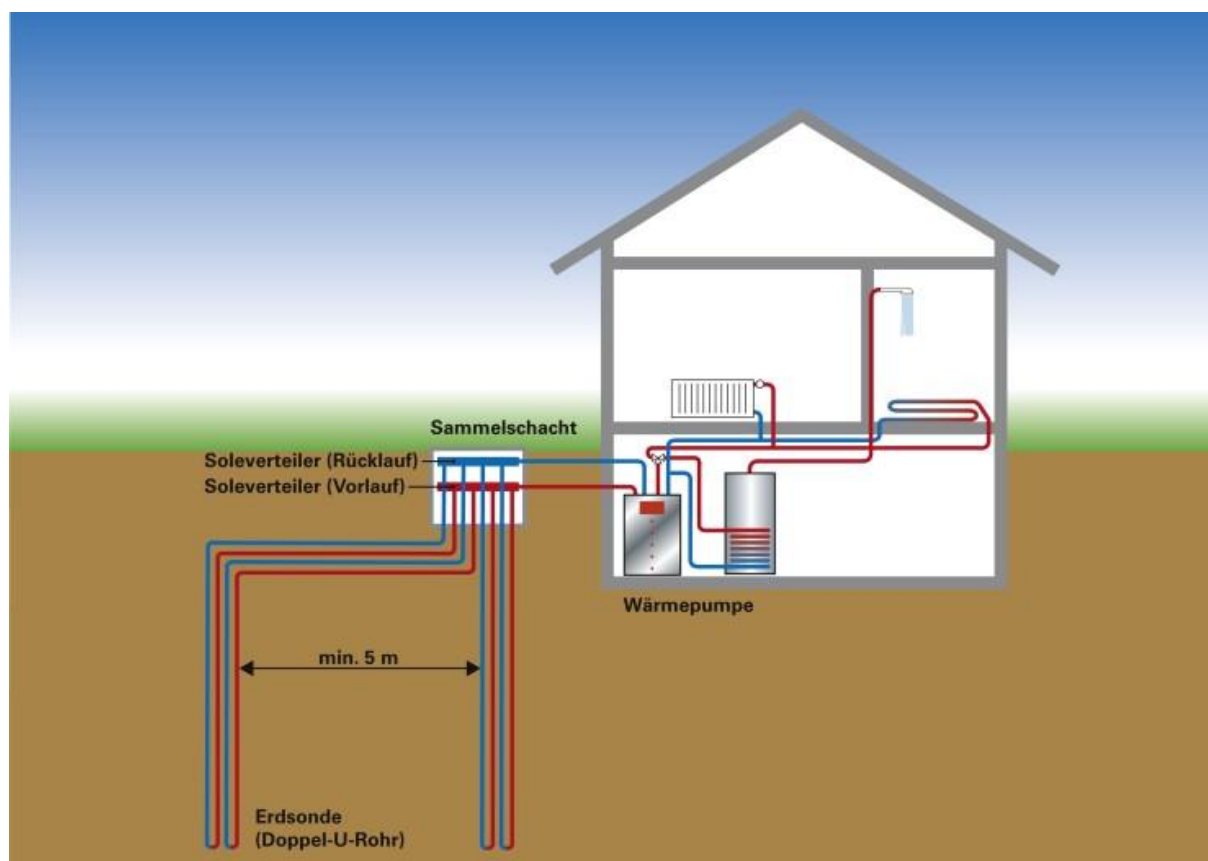 Sammelschacht
Soleverteiler (Rücklauf)
Soleverteiler (Vorlauf)
Wärmepumpe
min. 5 m
Erdsonde
(Doppel-U-Rohr)